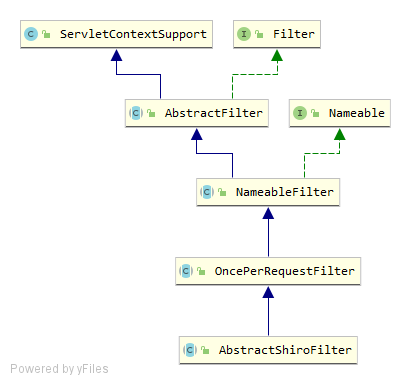 C ServletContextSupport
I Filter
C AbstractFilter
I Nameable
C NameableFilter
C OncePerRequestFilter
C AbstractShiroFilter
Powered by yFiles